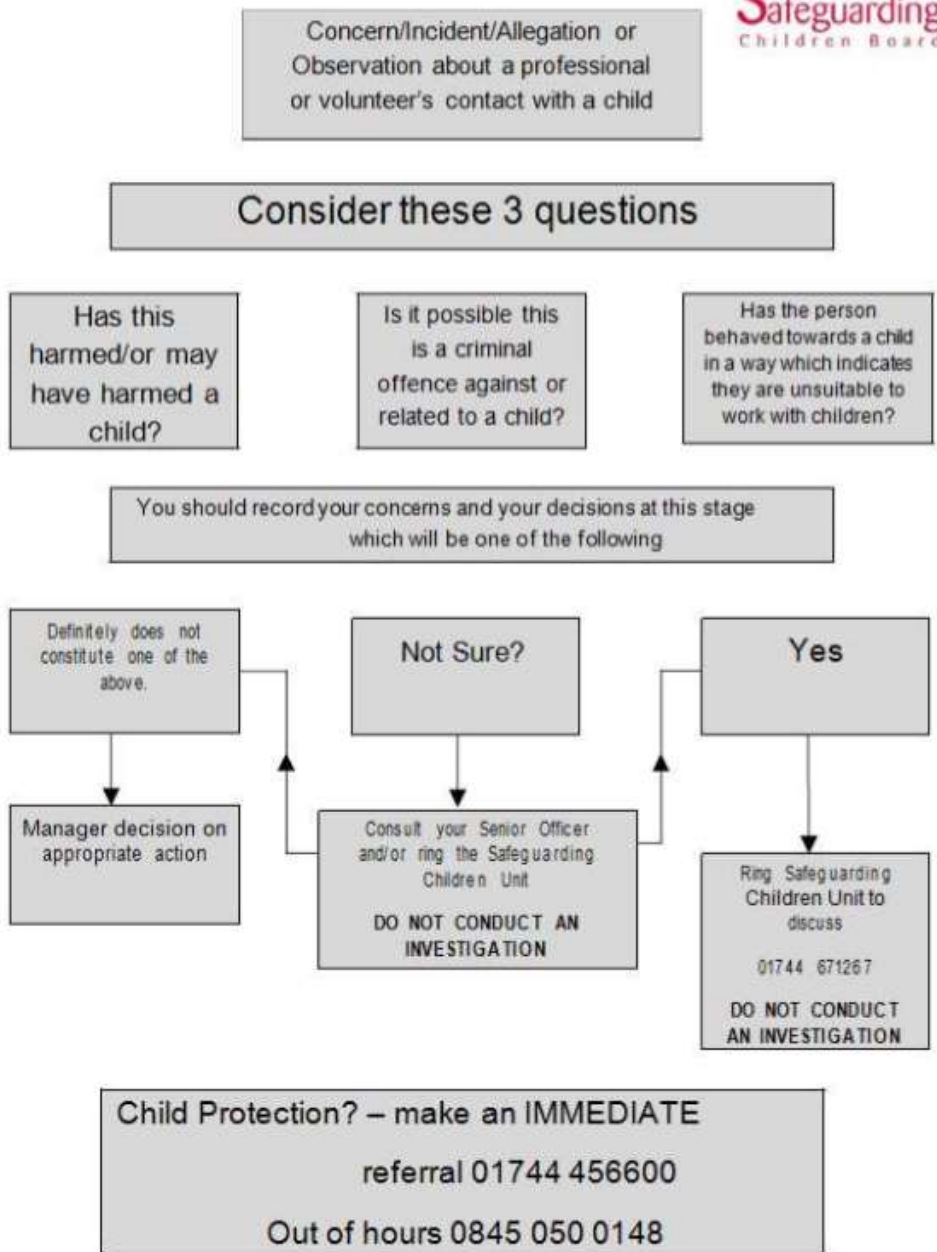 Safeguarding
Children Board
Concern/Incident/Allegation or
Observation about a professional
or volunteer's contact with a child
Consider these 3 questions
Has this
harmed/or may
have harmed a
child?
Is it possible this
is a criminal
offence against or
related to a child?
Has the person
behaved towards a child
in a way which indicates
they are unsuitable to
work with children?
You should record your concerns and your decisions at this stage
which will be one of the following
Definitely does not
constitute one of the
above.
Not Sure?
Yes
Manager decision on
appropriate action
Consult your Senior Officer
and/or ring the Safeguarding
Children Unit
DO NOT CONDUCT AN
INVESTIGATION
Ring Safeguarding
Children Unit to
discuss
01744 671267
DO NOT CONDUCT
AN INVESTIGATION
Child Protection? – make an IMMEDIATE
referral 01744 456600
Out of hours 0845 050 0148